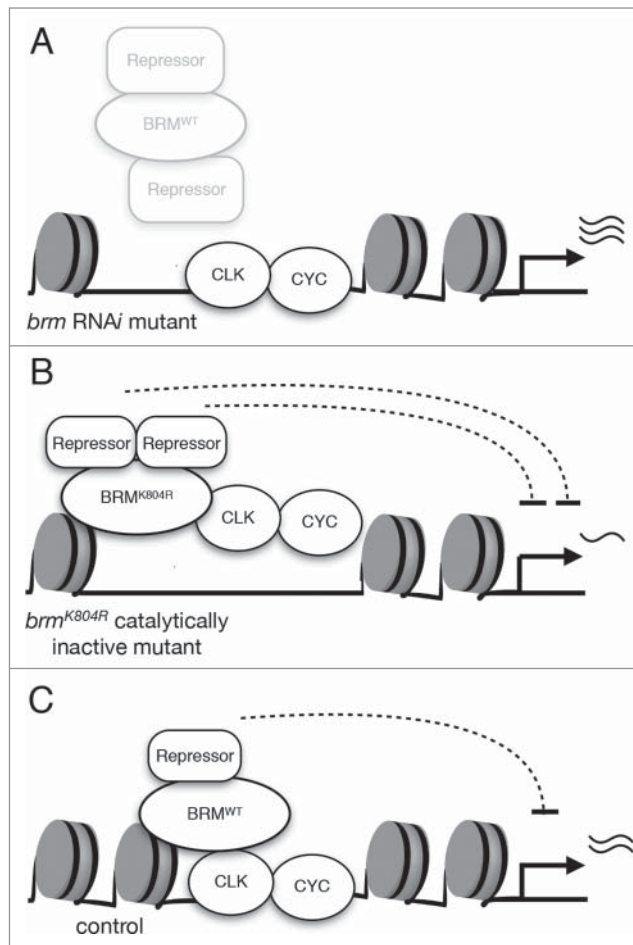 A
Repressor
BRMWT
Repressor
CLK
CYC
brm RNAi mutant
B
Repressor Repressor
BRMK804R
CLK
CYC
brmK804R catalytically
inactive mutant
C
Repressor
BRMWT
CLK
CYC
control